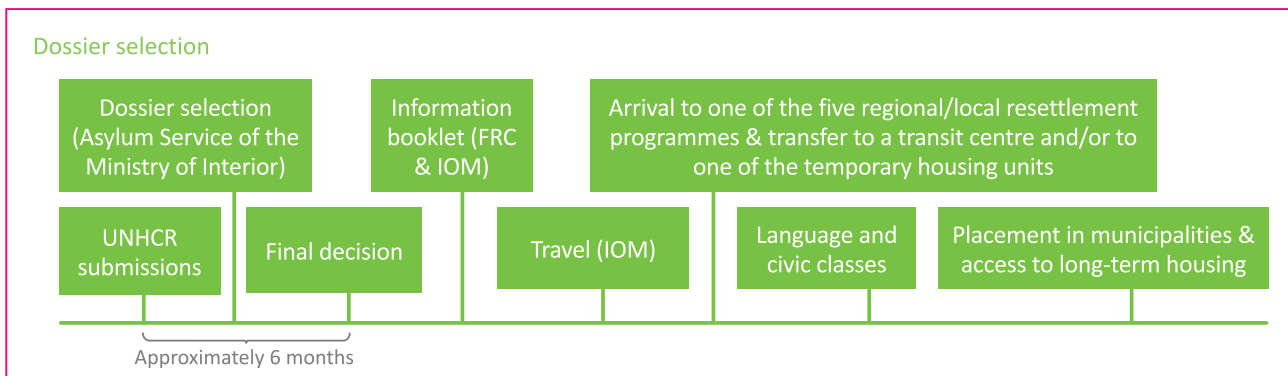 Dossier selection
Dossier selection
(Asylum Service of the
Ministry of Interior)
Information
booklet (FRC
& IOM)
Arrival to one of the five regional/local resettlement
programmes & transfer to a transit centre and/or to
one of the temporary housing units
UNHCR
submissions
Final decision
Travel (IOM)
Language and
civic classes
Placement in municipalities &
access to long-term housing
Approximately 6 months